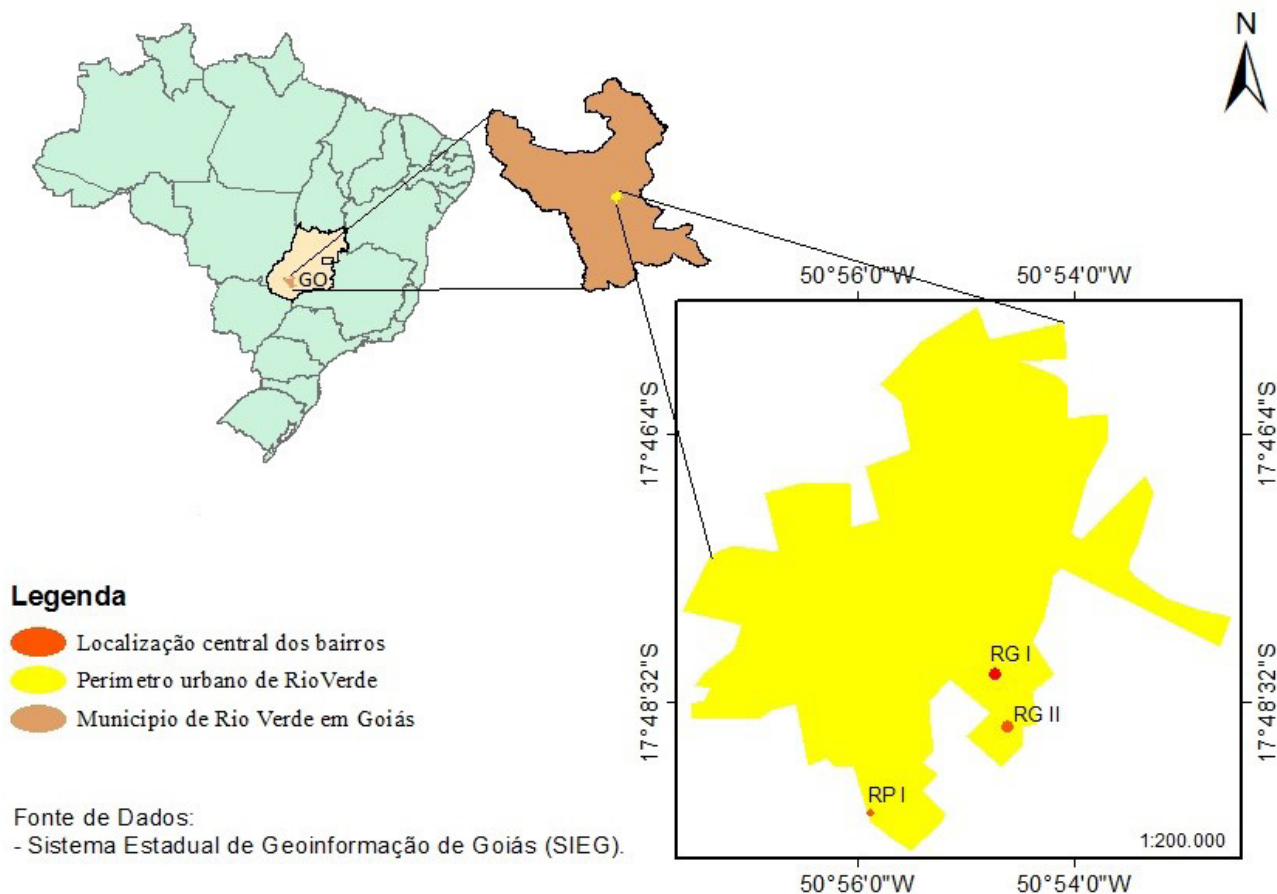 N
GO
50°56'0"W
50°54'0"W
17°46'4"S
17°46'4"S
RG I
RG II
17°48'32"S
17°48'32"S
RP I
1:200.000
50°56'0"W
50°54'0"W
Legenda
Localização central dos bairros
Perimetro urbano de RioVerde
Municipio de Rio Verde em Goiás
Fonte de Dados:
- Sistema Estadual de Geoinformação de Goiás (SIEG).